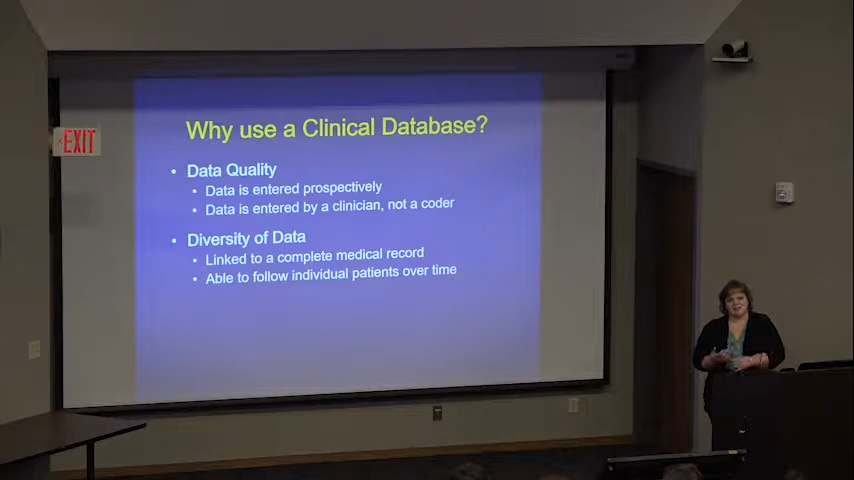 Why use a Clinical Database?
EXIT
• Data Quality
• Data is entered prospectively
• Data is entered by a clinician, not a coder
• Diversity of Data
• Linked to a complete medical record
• Able to follow individual patients over time